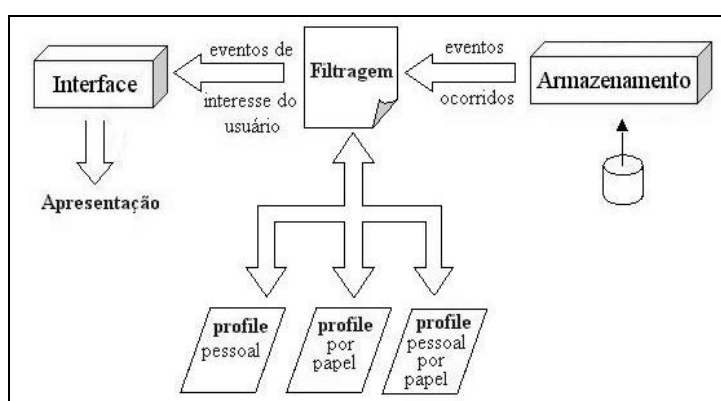 Interface
eventos de
interesse do
usuário
Filtragem
eventos
ocorridos
Armazenamento
Apresentação
profile
pessoal
profile
por
papel
profile
pessoal
por
papel